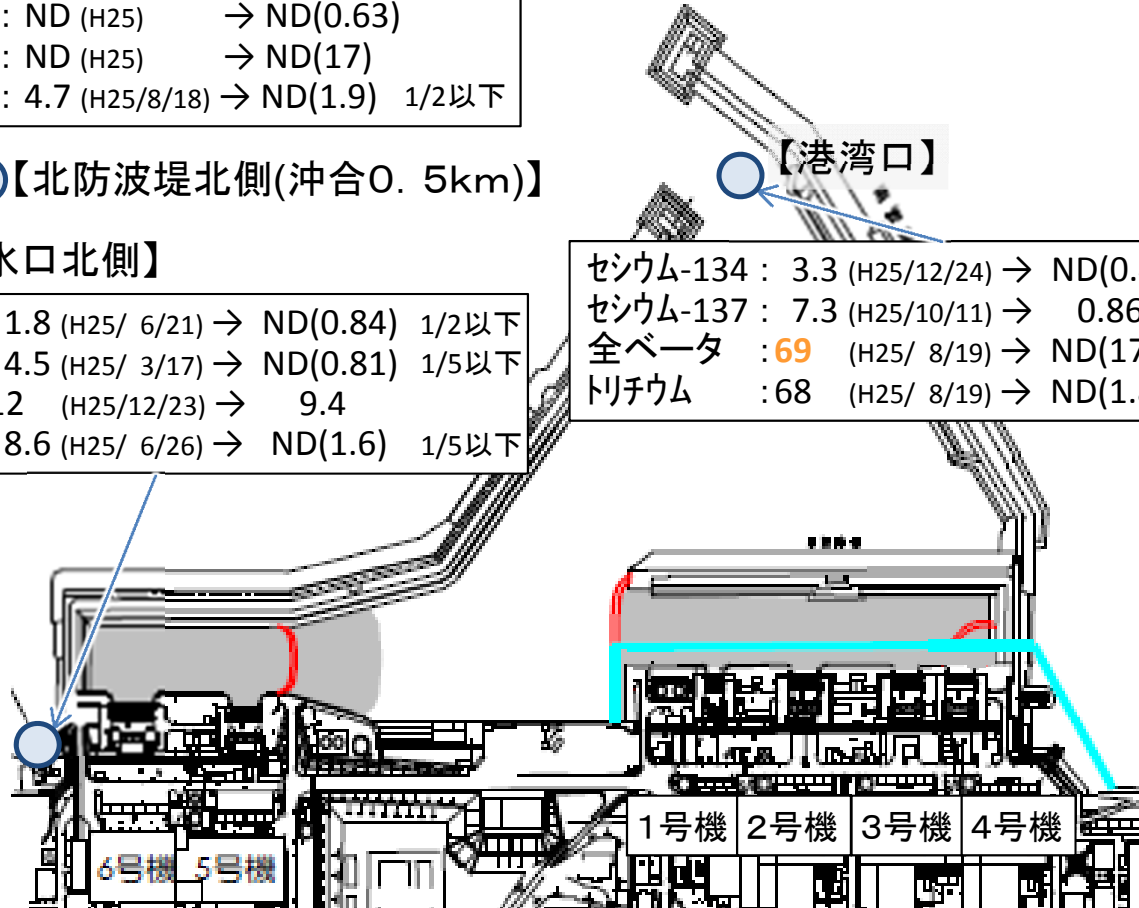 : ND (H25) → ND(0.63)
: ND (H25) → ND(17)
: 4.7 (H25/8/18) → ND(1.9) 1/2以下
【北防波堤北側(沖合0. 5km)】
【港湾口】
水口北側】
1.8 (H25/ 6/21) → ND(0.84) 1/2以下
4.5 (H25/ 3/17) → ND(0.81) 1/5以下
12 (H25/12/23) → 9.4
8.6 (H25/ 6/26) → ND(1.6) 1/5以下
セシウム-134 : 3.3 (H25/12/24) → ND(0.
セシウム-137 : 7.3 (H25/10/11) → 0.86
全ベータ :69 (H25/ 8/19) → ND(17
トリチウム :68 (H25/ 8/19) → ND(1.
1号機 2号機 3号機 4号機
6号機 5号機